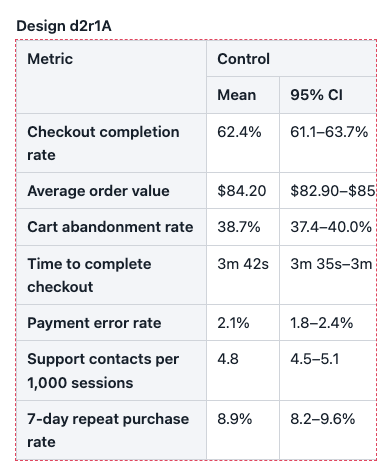 Design d2r1A
Metric Control
Mean 95% CI
Checkout completion 62.4% 61.1–63.7%
rate
Average order value $84.20 $82.90–$85
Cart abandonment rate 38.7% 37.4–40.0%
Time to complete 3m 42s 3m 35s–3m
checkout
Payment error rate 2.1% 1.8–2.4%
Support contacts per 4.8 4.5–5.1
1,000 sessions
7-day repeat purchase 8.9% 8.2–9.6%
rate